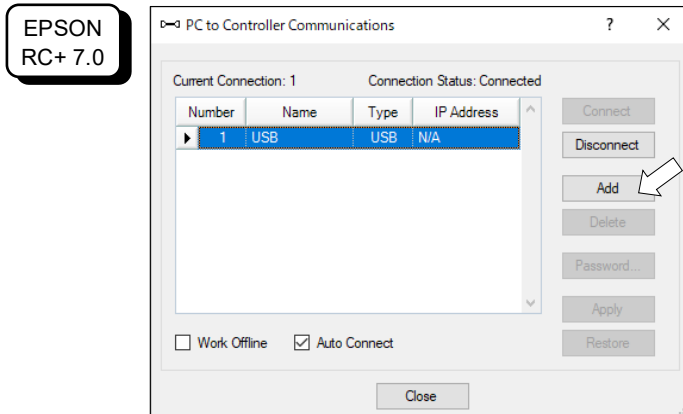 EPSON
RC+ 7.0
PC to Controller Communications
?
Current Connection: 1
Connection Status: Connected
Number Name Type IP Address
1 USB USB N/A
Connect
Disconnect
Add
Delete
Password...
Apply
Restore
Work Offline
Auto Connect
Close